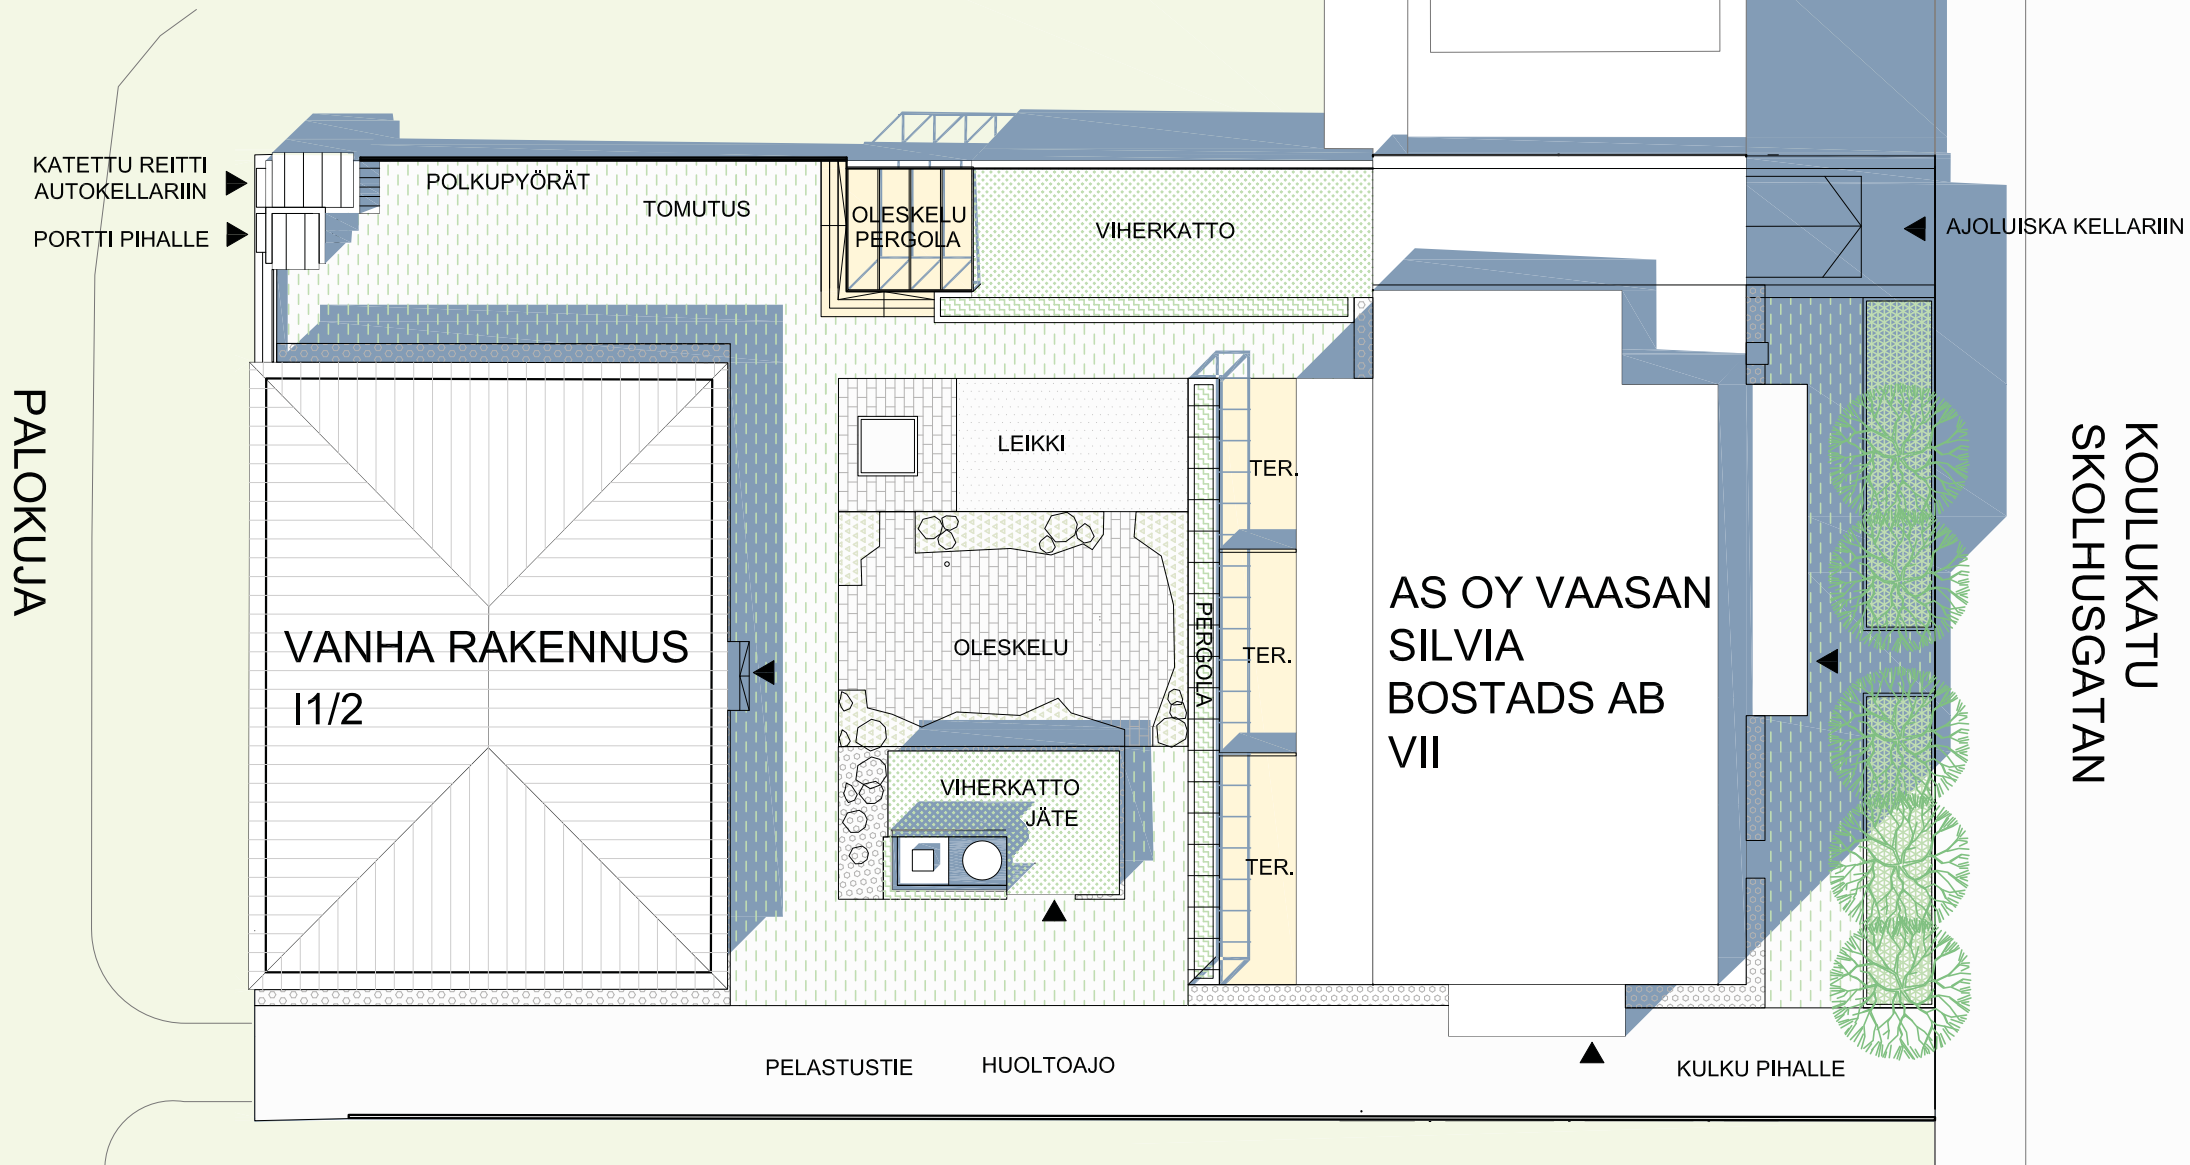 KATETTU REITTI
AUTOKELLARIIN
PORTTI PIHALLE
POLKUPYÖRÄT
TOMUTUS
OLESKELU
PERGOLA
VIHERKATTO
AJOLUISKA KELLARIIN
PALOKUJA
VANHA RAKENNUS
I1/2
LEIKKI
OLESKELU
VIHERKATTO
JÄTE
PERGOLA
TER.
TER.
TER.
AS OY VAASAN
SILVIA
BOSTADS AB
VII
KOULUKATU
SKOLHUSGATAN
PELASTUSTIE
HUOLTOAJO
KULKU PIHALLE